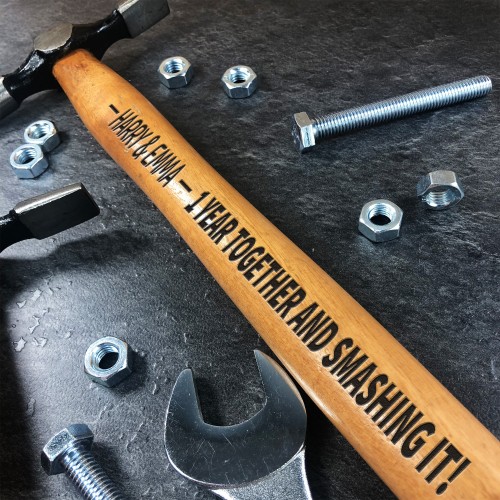 – HARRY & EMMA – 1 YEAR TOGETHER AND SMASHING IT!